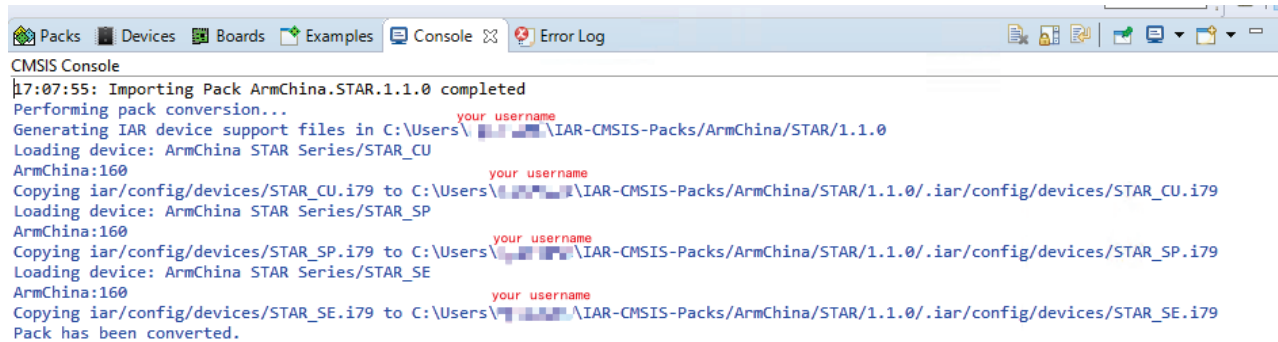 Packs Devices Boards Examples Console Error Log
CMSIS Console
17:07:55: Importing Pack ArmChina.STAR.1.1.0 completed
Performing pack conversion...
your username
Generating IAR device support files in C:\Users\ \IAR-CMSIS-Packs/ArmChina/STAR/1.1.0
Loading device: ArmChina STAR Series/STAR_CU
ArmChina:160
your username
Copying iar/config/devices/STAR_CU.i79 to C:\Users\ \IAR-CMSIS-Packs/ArmChina/STAR/1.1.0/.iar/config/devices/STAR_CU.i79
Loading device: ArmChina STAR Series/STAR_SP
ArmChina:160
your username
Copying iar/config/devices/STAR_SP.i79 to C:\Users\ \IAR-CMSIS-Packs/ArmChina/STAR/1.1.0/.iar/config/devices/STAR_SP.i79
Loading device: ArmChina STAR Series/STAR_SE
ArmChina:160
your username
Copying iar/config/devices/STAR_SE.i79 to C:\Users\ \IAR-CMSIS-Packs/ArmChina/STAR/1.1.0/.iar/config/devices/STAR_SE.i79
Pack has been converted.